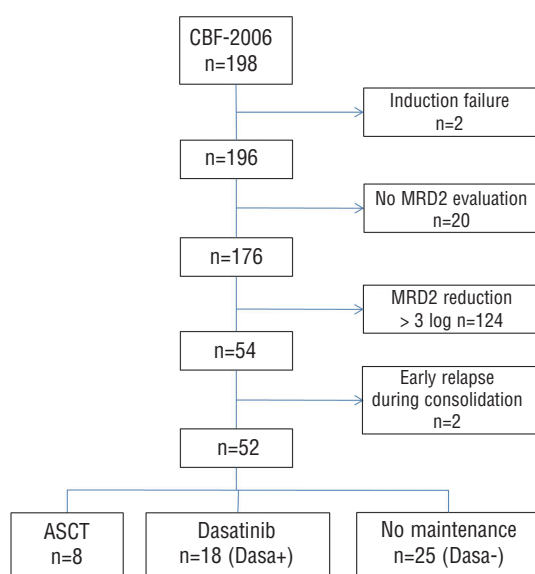 CBF-2006
n=198
Induction failure
n=2
n=196
No MRD2 evaluation
n=20
n=176
MRD2 reduction
> 3 log n=124
n=54
Early relapse
during consolidation
n=2
n=52
ASCT
n=8
Dasatinib
n=18 (Dasa+)
No maintenance
n=25 (Dasa-)